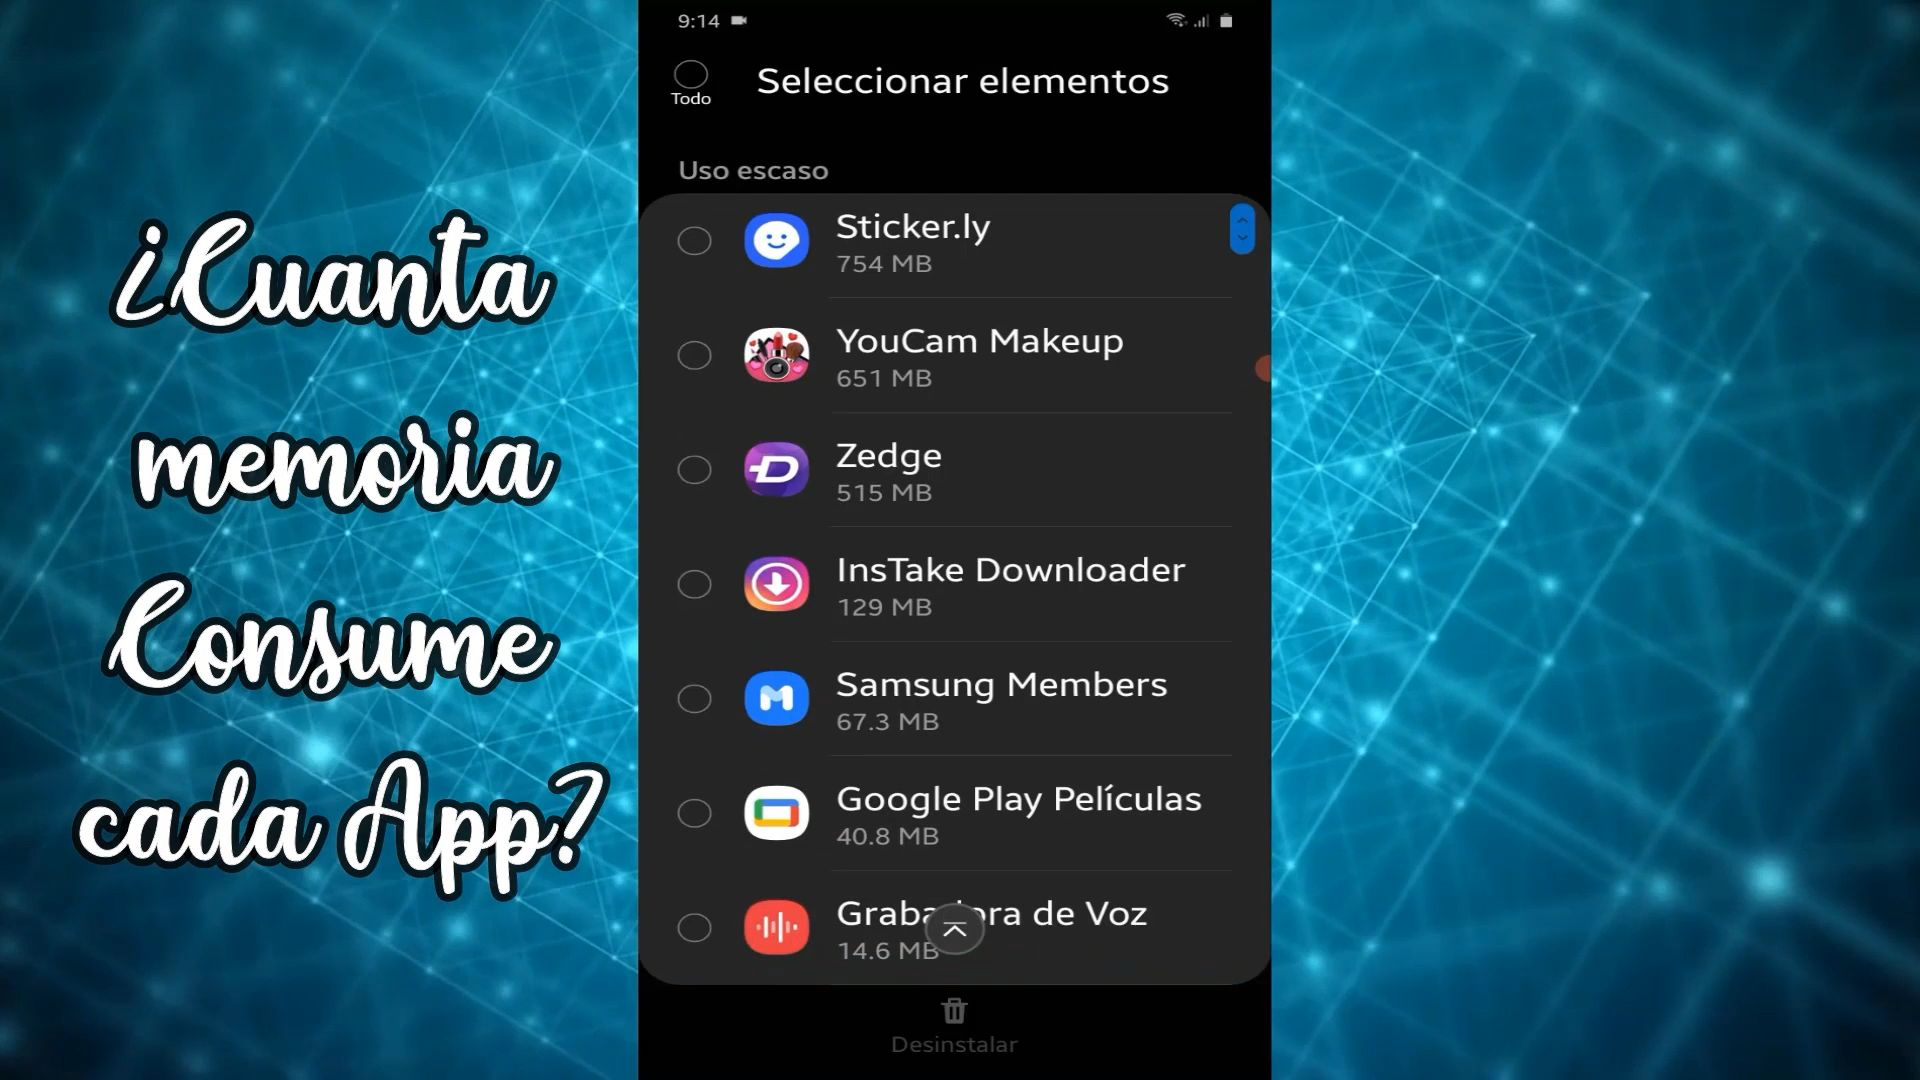 ¿Cuanta
memoria
Consume
cada App?
9:14
Todo
Seleccionar elementos
Uso escaso
Sticker.ly
754 MB
YouCam Makeup
651 MB
Zedge
515 MB
InsTake Downloader
129 MB
Samsung Members
67.3 MB
Google Play Películas
40.8 MB
Grabadora de Voz
14.6 MB
Desinstalar